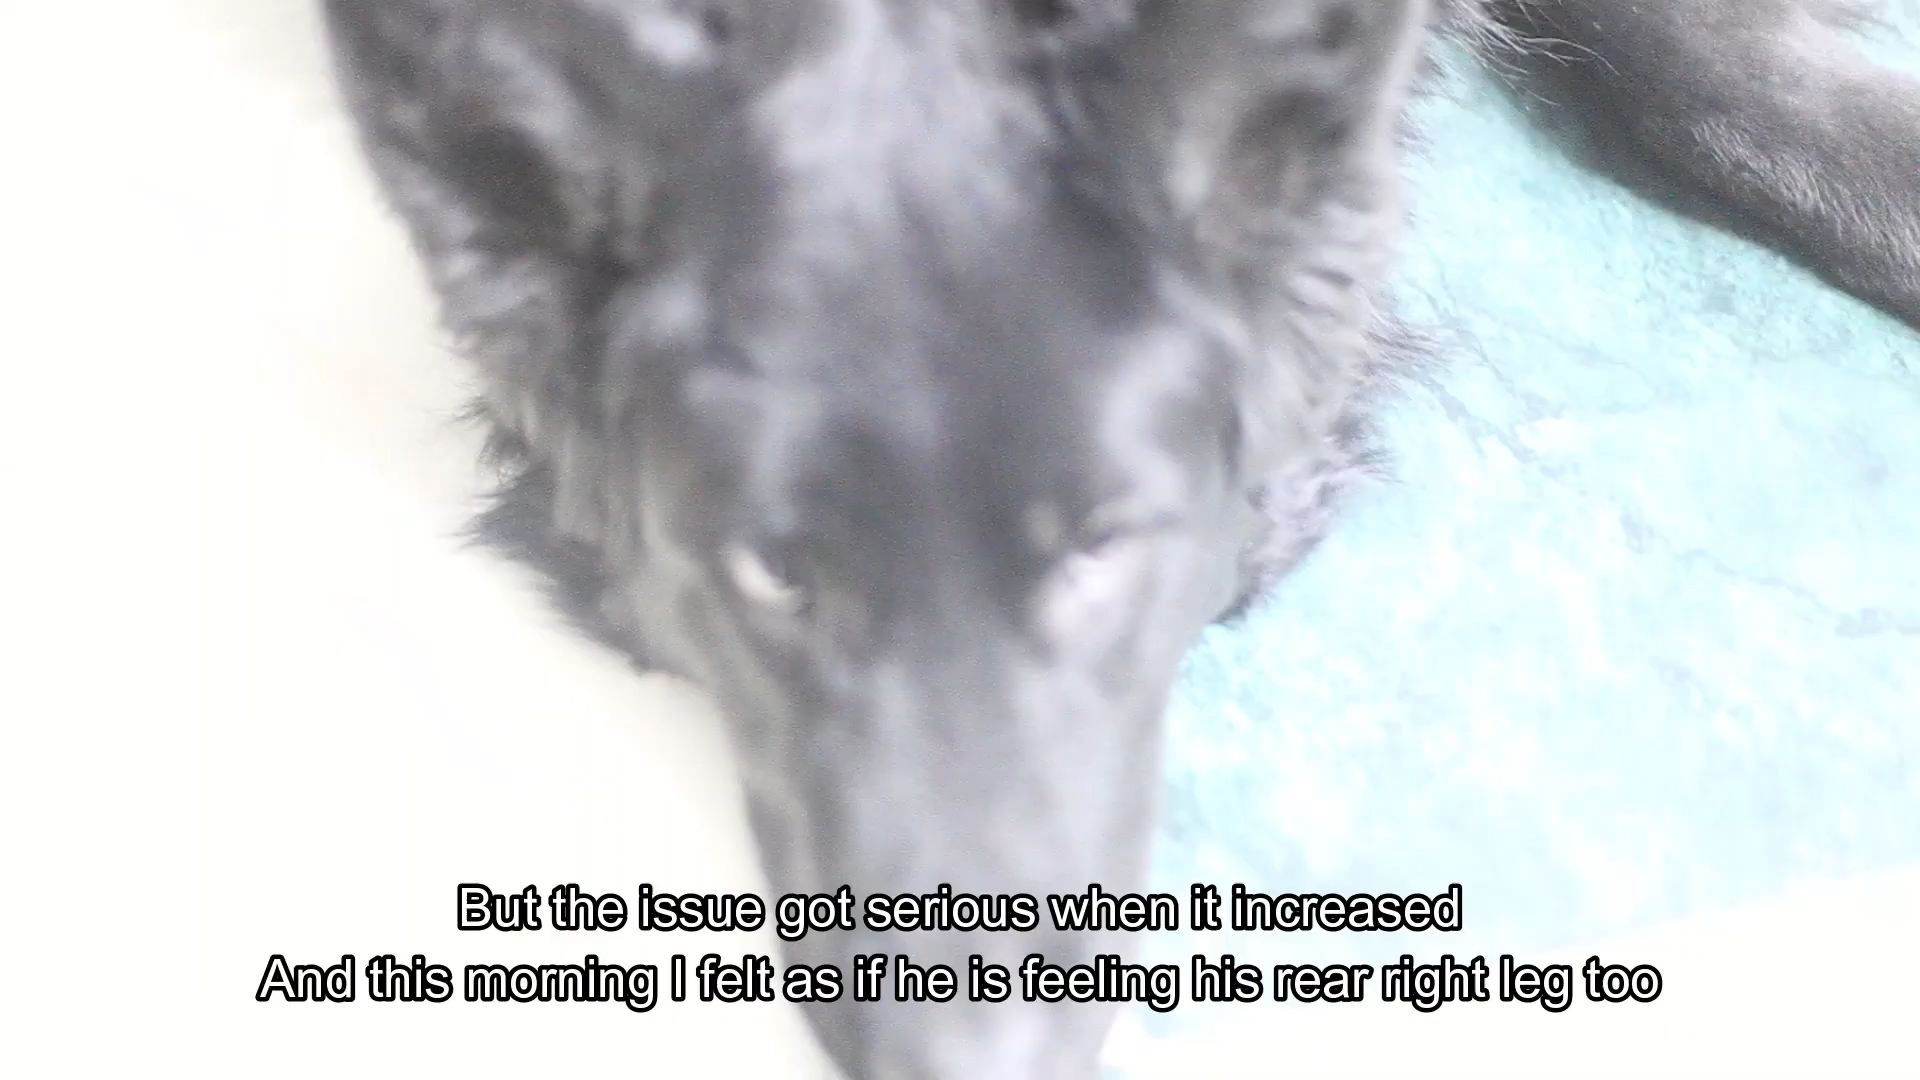 But the issue got serious when it increased
And this morning I felt as if he is feeling his rear right leg too